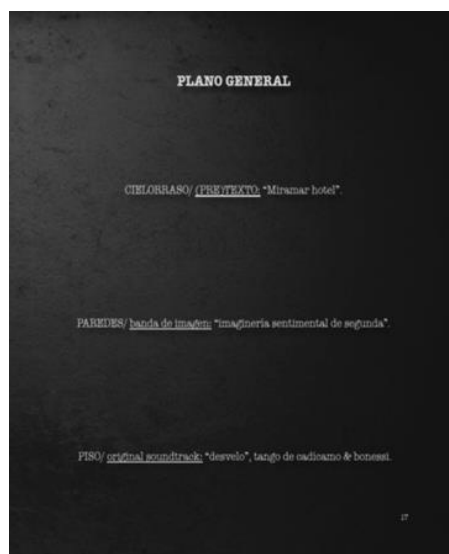 PLANO GENERAL
CIELORRASO/ (PRE)TEXTO: “Miramar hotel”.
PAREDES/ banda de imagen: “imaginería sentimental de segunda”.
PISO/ original soundtrack: “desvelo”, tango de cadicamo & bonessi.
17